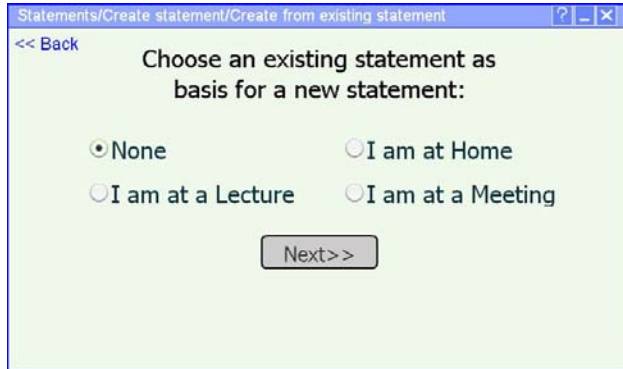 Statements/Create statement/Create from existing statement
<< Back
Choose an existing statement as
basis for a new statement:
None
I am at Home
I am at a Lecture
I am at a Meeting
Next>>